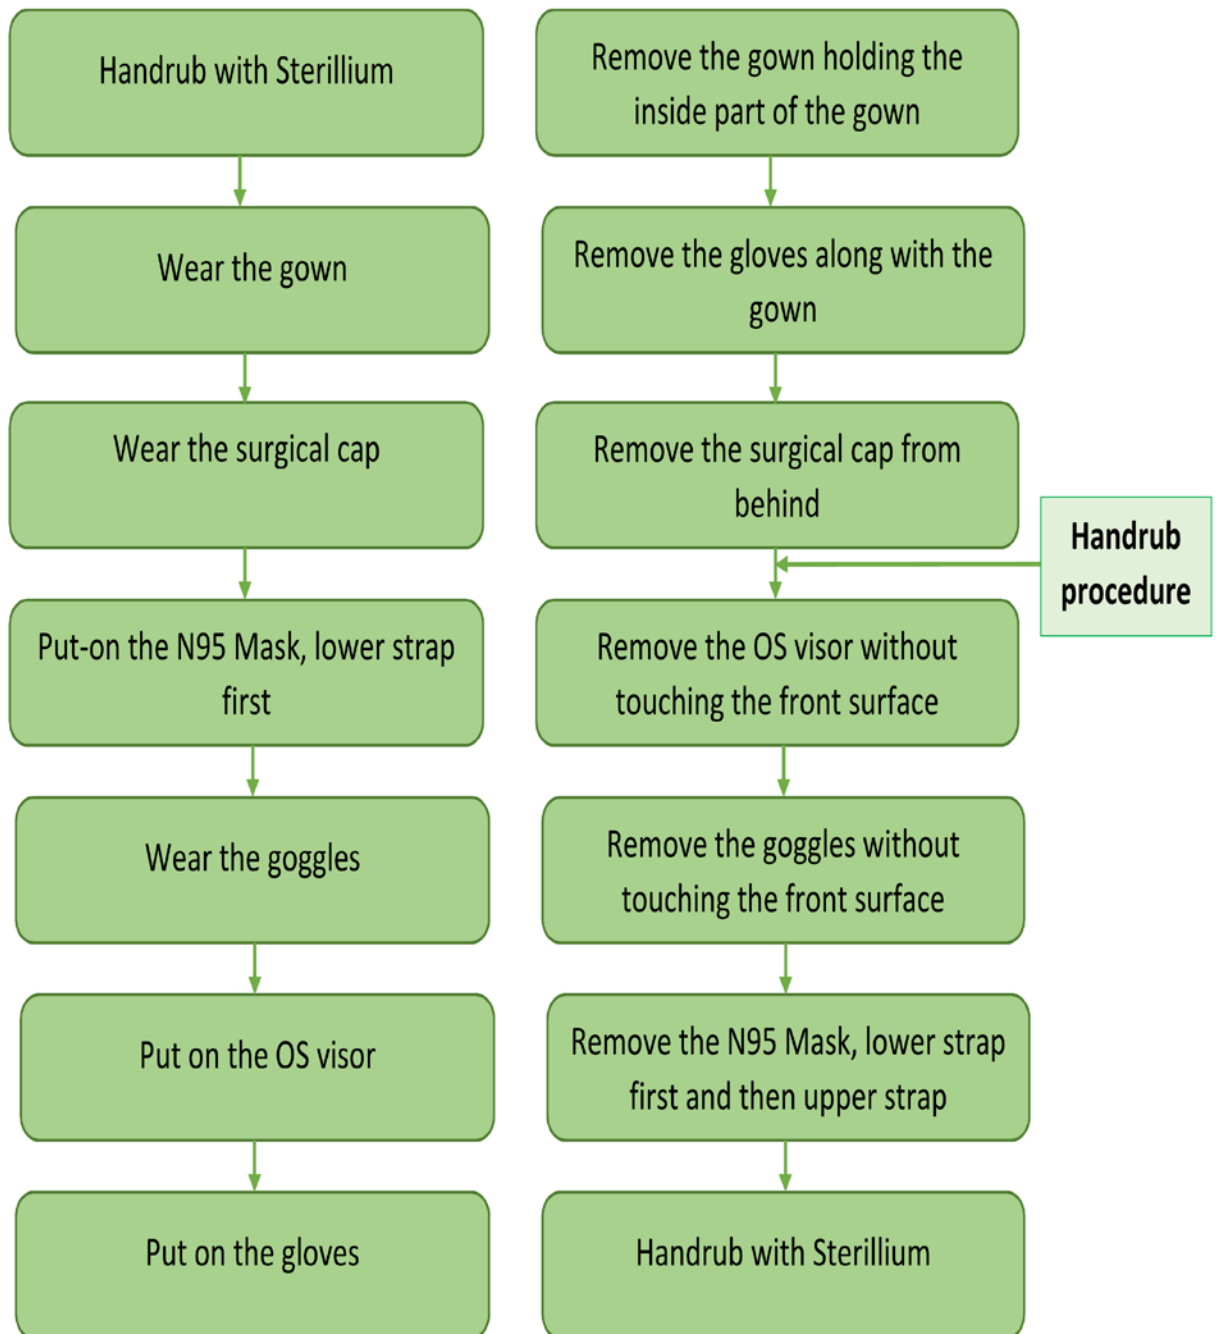 Handrub with Sterillium
Wear the gown
Wear the surgical cap
Put-on the N95 Mask, lower strap
first
Wear the goggles
Put on the OS visor
Put on the gloves
Remove the gown holding the
inside part of the gown
Remove the gloves along with the
gown
Remove the surgical cap from
behind
Handrub
procedure
Remove the OS visor without
touching the front surface
Remove the goggles without
touching the front surface
Remove the N95 Mask, lower strap
first and then upper strap
Handrub with Sterillium